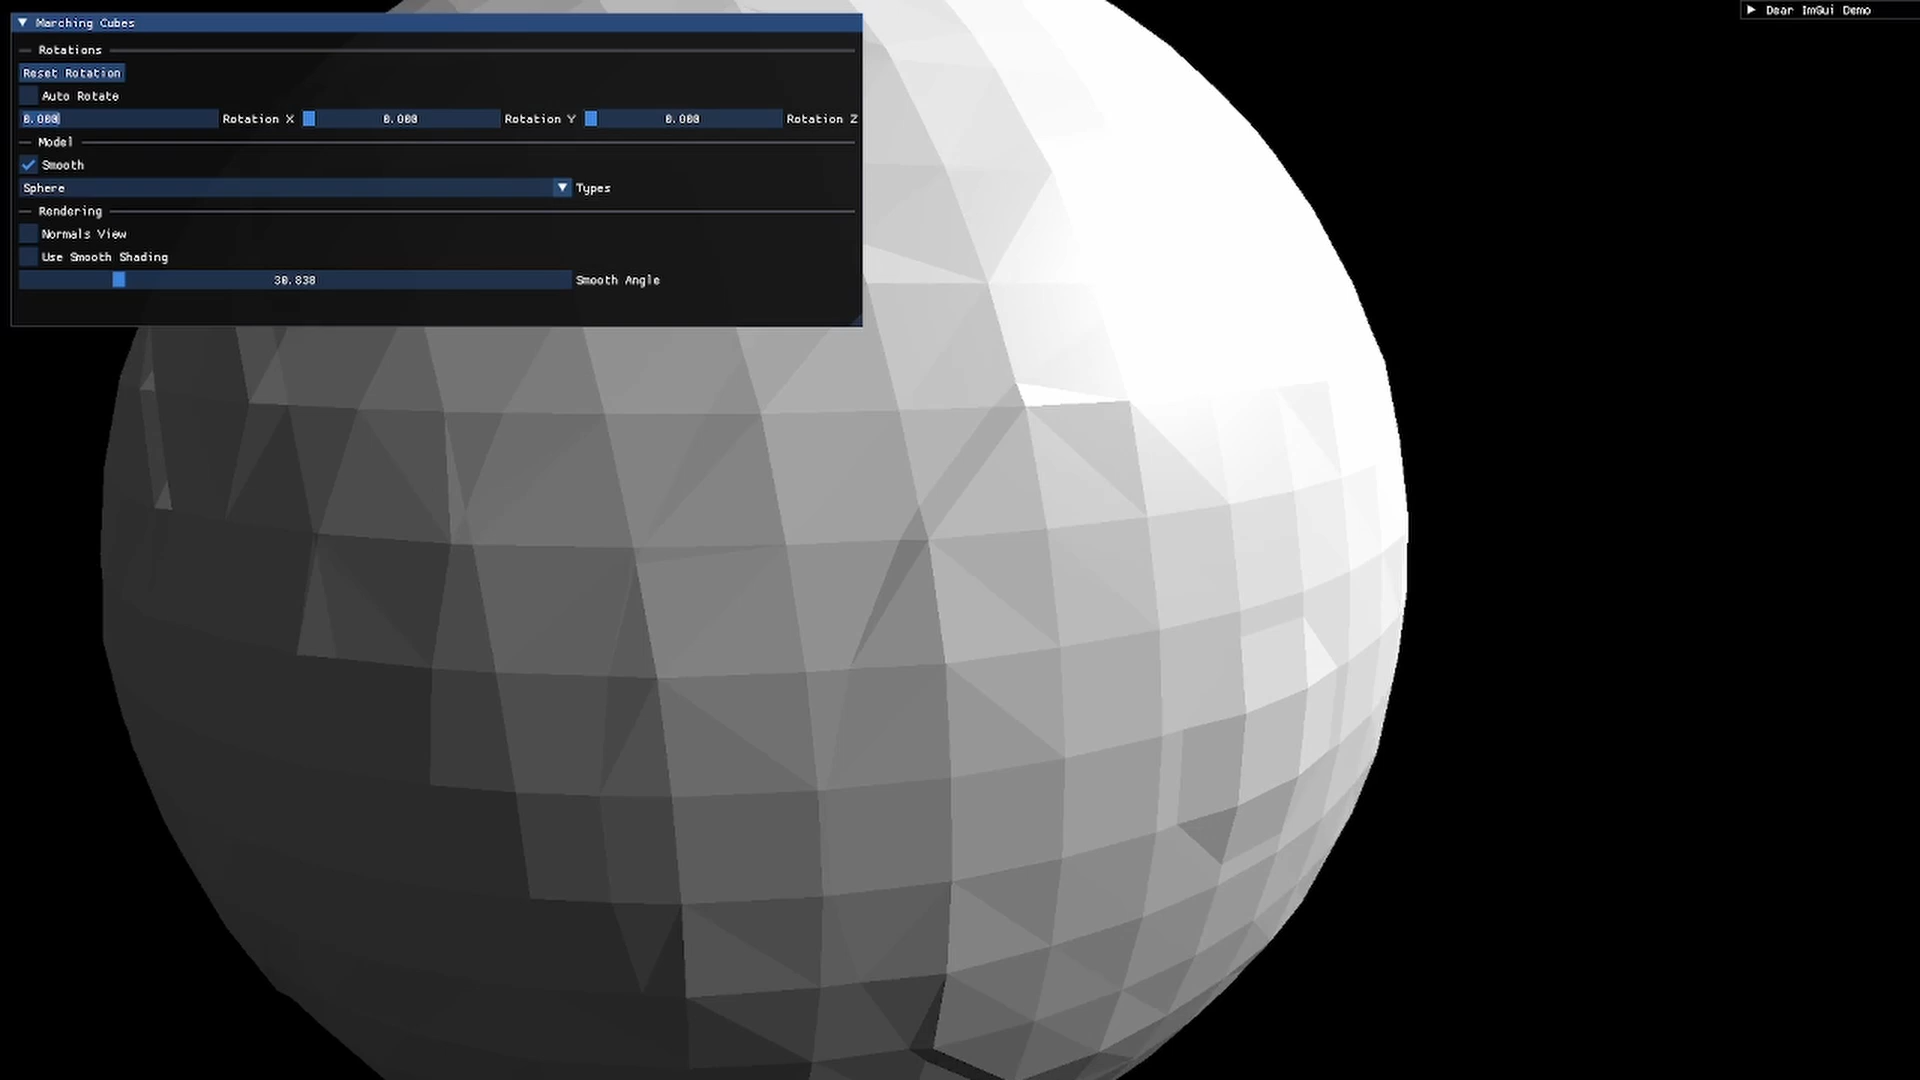 Marching Cubes
Dear ImGui Demo
Rotations
Reset Rotation
Auto Rotate
0.000 Rotation X 0.000 Rotation Y 0.000 Rotation Z
Model
Smooth
Sphere Types
Rendering
Normals View
Use Smooth Shading
30.838 Smooth Angle